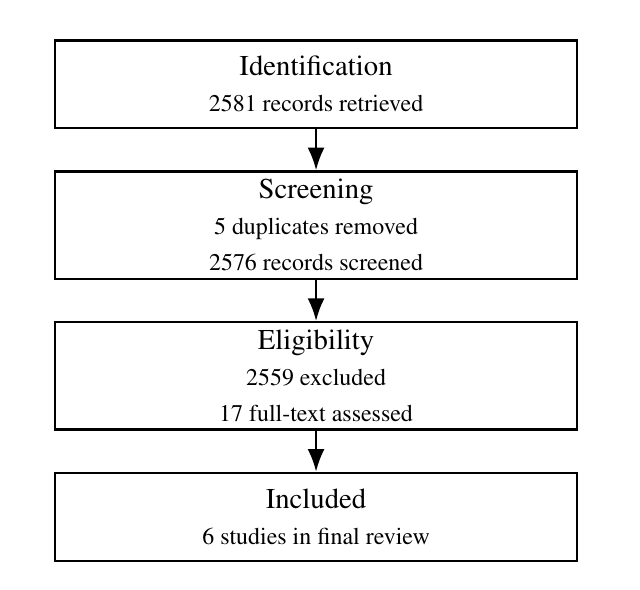 Identification
2581 records retrieved
Screening
5 duplicates removed
2576 records screened
Eligibility
2559 excluded
17 full-text assessed
Included
6 studies in final review